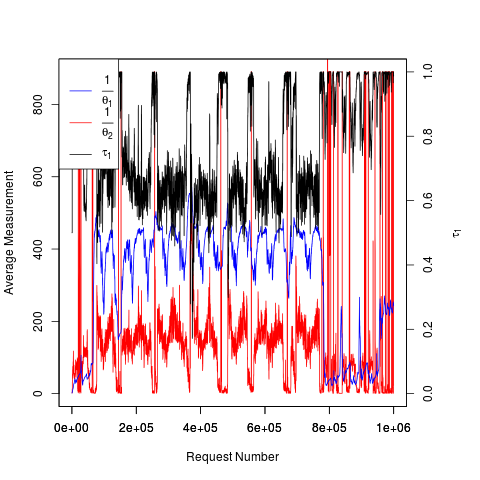 1
θ1
1
θ2
τ1
Average Measurement
0
200
400
600
800
0.0
0.2
0.4
0.6
0.8
1.0
τ1
0e+00
2e+05
4e+05
6e+05
8e+05
1e+06
Request Number